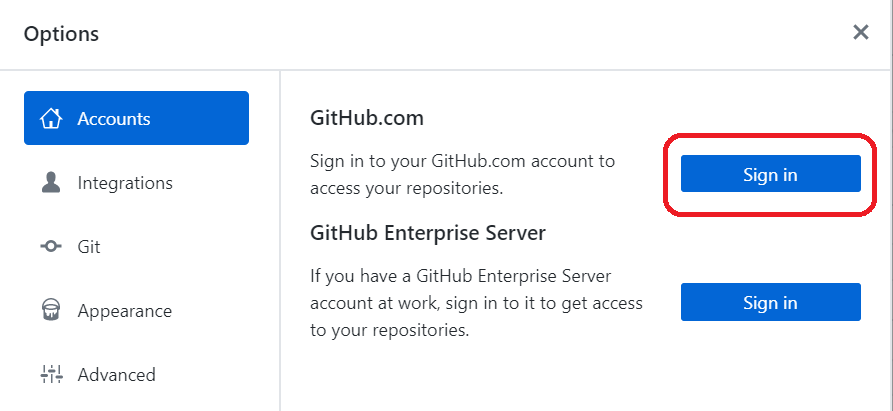 Options
Accounts
Integrations
Git
Appearance
Advanced
GitHub.com
Sign in to your GitHub.com account to
access your repositories.
Sign in
GitHub Enterprise Server
If you have a GitHub Enterprise Server
account at work, sign in to it to get access
to your repositories.
Sign in